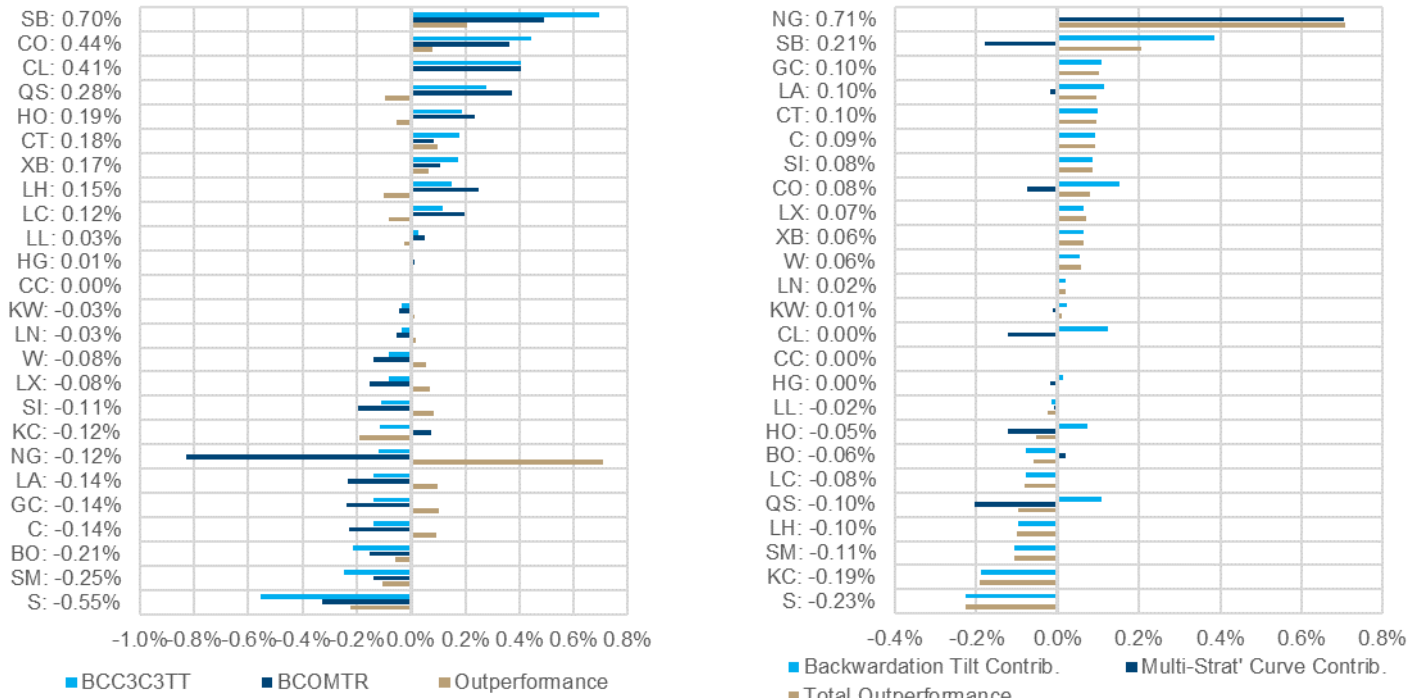 SB: 0.70%
CO: 0.44%
CL: 0.41%
QS: 0.28%
HO: 0.19%
CT: 0.18%
XB: 0.17%
LH: 0.15%
LC: 0.12%
LL: 0.03%
HG: 0.01%
CC: 0.00%
KW: -0.03%
LN: -0.03%
W: -0.08%
LX: -0.08%
SI: -0.11%
KC: -0.12%
NG: -0.12%
LA: -0.14%
GC: -0.14%
C: -0.14%
BO: -0.21%
SM: -0.25%
S: -0.55%
-1.0%-0.8%-0.6%-0.4%-0.2% 0.0% 0.2% 0.4% 0.6% 0.8%
BCC3C3TT BCOMTR Outperformance
NG: 0.71%
SB: 0.21%
GC: 0.10%
LA: 0.10%
CT: 0.10%
C: 0.09%
SI: 0.08%
CO: 0.08%
LX: 0.07%
XB: 0.06%
W: 0.06%
LN: 0.02%
KW: 0.01%
CL: 0.00%
CC: 0.00%
HG: 0.00%
LL: -0.02%
HO: -0.05%
BO: -0.06%
LC: -0.08%
QS: -0.10%
LH: -0.10%
SM: -0.11%
KC: -0.19%
S: -0.23%
-0.4% -0.2% 0.0% 0.2% 0.4% 0.6% 0.8%
Backwardation Tilt Contrib. Multi-Strat' Curve Contrib.
Total Outperformance